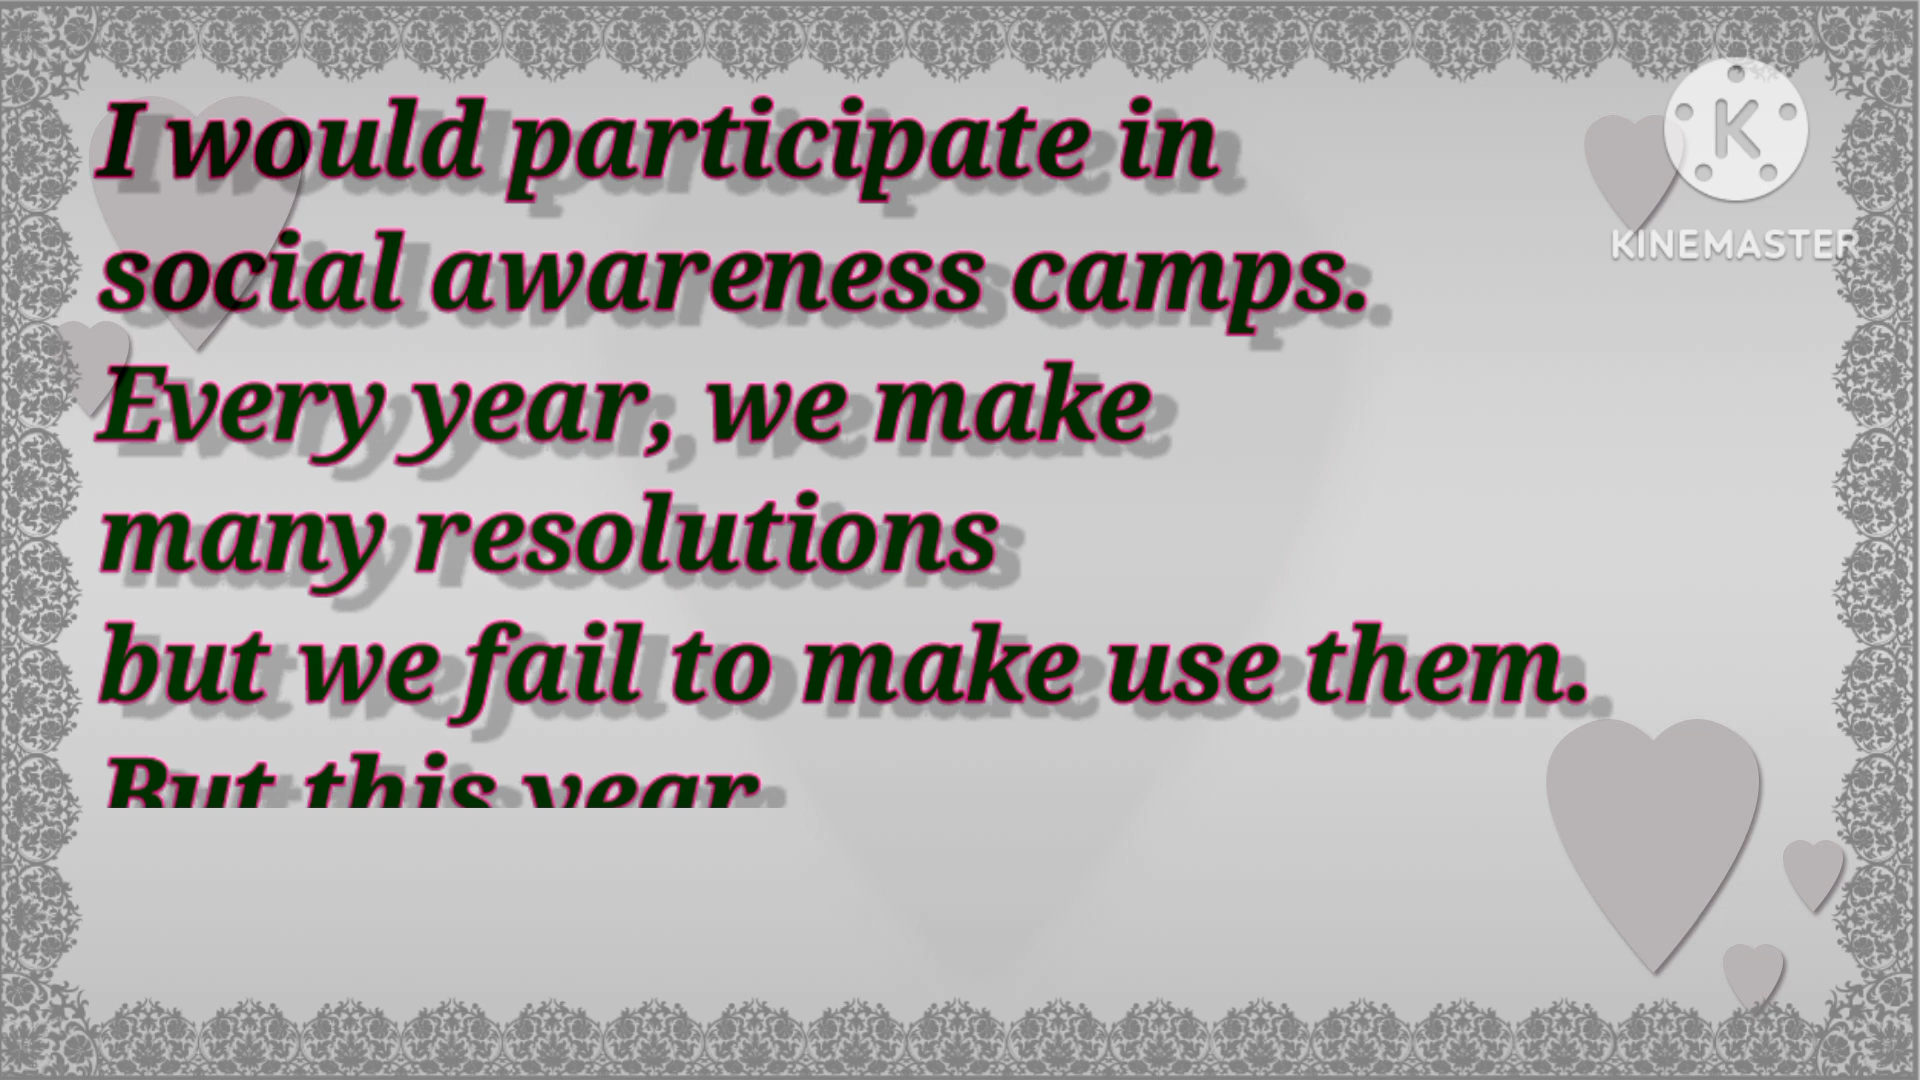 I would participate in
social awareness camps.
Every year, we make
many resolutions
but we fail to make use them.
But this year
K
KINEMASTER